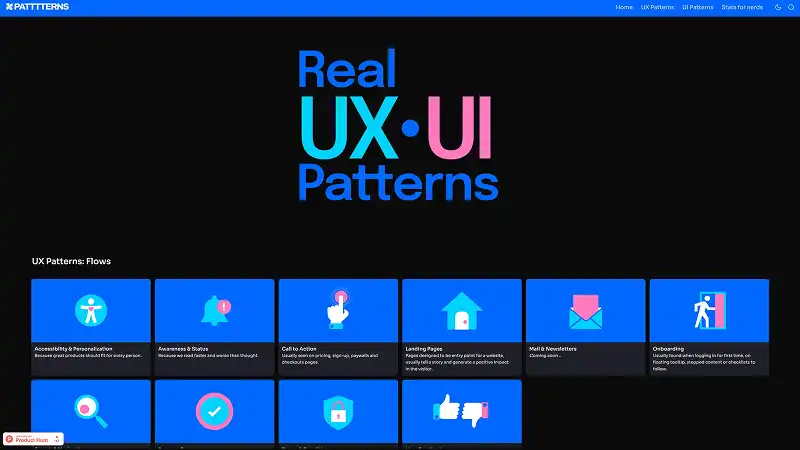 PATTTTERNS
Home UX Patterns UI Patterns Stats for nerds
Real
UX·UI
Patterns
UX Patterns: Flows
Accessibility & Personalization
Because great products should fit for every person.
Awareness & Status
Because we read faster and worse than thought.
Call to Action
Usually seen on pricing, sign-up, paywalls and
checkouts pages.
Landing Pages
Pages designed to be entry point for a website,
usually tell a story and generate a positive impact
in the visitor.
Mail & Newsletters
Coming soon...
Onboarding
Usually found when logging in for first time, on
floating tooltip, stepped content or checklists to
follow.
Product Hunt